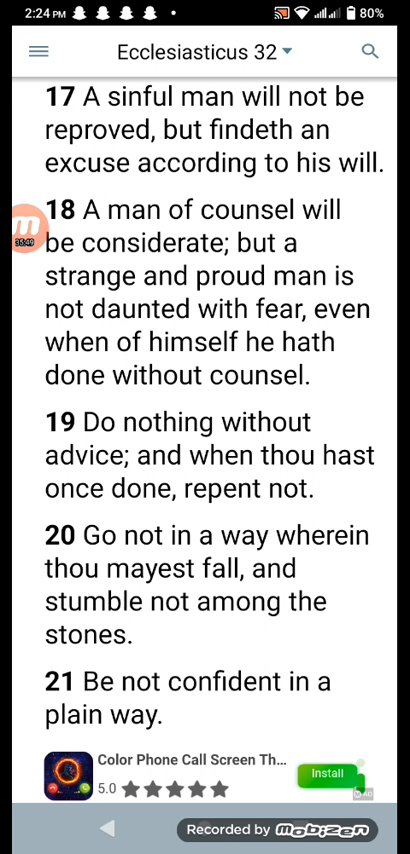 2:24 PM
80%
Ecclesiasticus 32
17 A sinful man will not be
reproved, but findeth an
excuse according to his will.
18 A man of counsel will
be considerate; but a
strange and proud man is
not daunted with fear, even
when of himself he hath
done without counsel.
35:49
19 Do nothing without
advice; and when thou hast
once done, repent not.
20 Go not in a way wherein
thou mayest fall, and
stumble not among the
stones.
21 Be not confident in a
plain way.
Color Phone Call Screen Th...
5.0
Install
AD
Recorded by mobizen